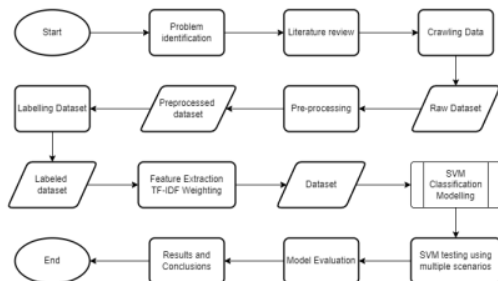 Start
Problem
identification
Literature review
Crawling Data
Labelling Dataset
Preprocessed
dataset
Pre-processing
Raw Dataset
Labeled
dataset
Feature Extraction
TF-IDF Weighting
Dataset
SVM
Classification
Modelling
End
Results and
Conclusions
Model Evaluation
SVM testing using
multiple scenarios